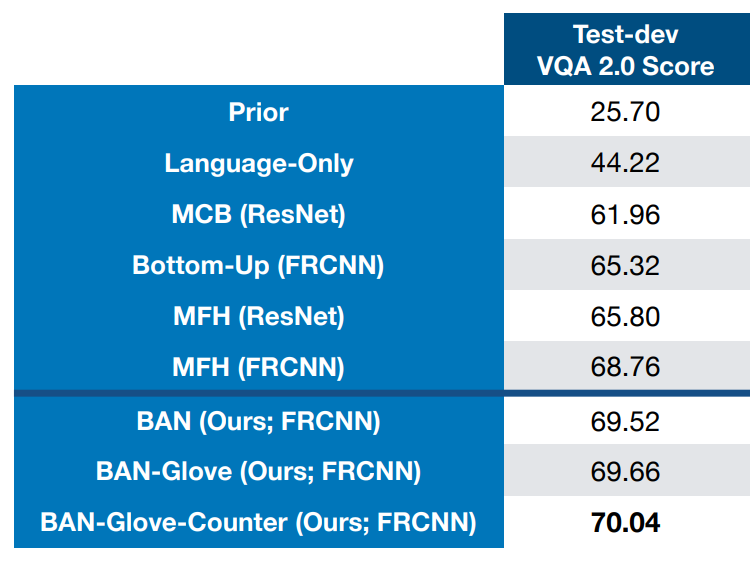 Test-dev
VQA 2.0 Score
Prior 25.70
Language-Only 44.22
MCB (ResNet) 61.96
Bottom-Up (FRCNN) 65.32
MFH (ResNet) 65.80
MFH (FRCNN) 68.76
BAN (Ours; FRCNN) 69.52
BAN-Glove (Ours; FRCNN) 69.66
BAN-Glove-Counter (Ours; FRCNN) 70.04